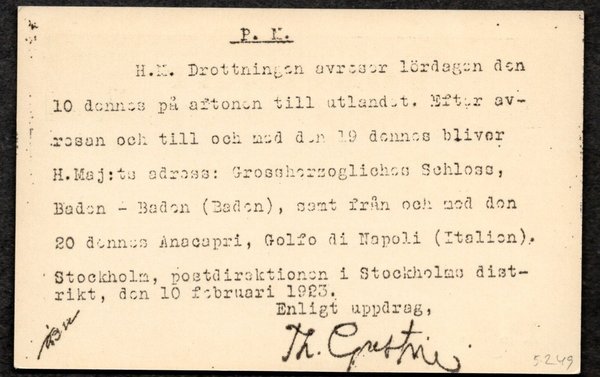 P. M.
H.M. Drottningen avreser lördagen den
10 dennes på aftonen till utlandet. Efter av-
resan och till och med den 19 dennes bliver
H.Maj:ts adress: Grossherzogliches Schloss,
Baden - Baden (Baden), samt från och med den
20 dennes Anacapri, Golfo di Napoli (Italien).
Stockholm, postdirektionen i Stockholms dist-
rikt, den 10 februari 1923.
Enligt uppdrag,
Th.
5249